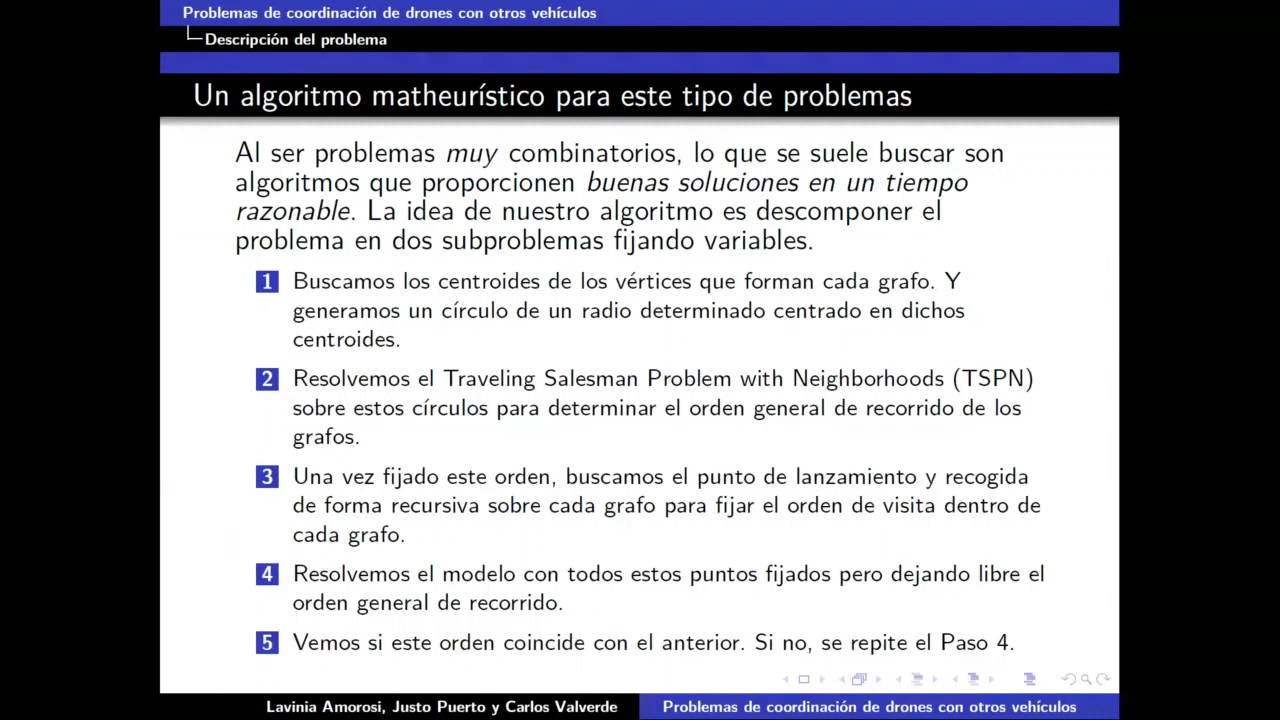 Problemas de coordinación de drones con otros vehículos
Descripción del problema
Un algoritmo matheurístico para este tipo de problemas
Al ser problemas muy combinatorios, lo que se suele buscar son
algoritmos que proporcionen buenas soluciones en un tiempo
razonable. La idea de nuestro algoritmo es descomponer el
problema en dos subproblemas fijando variables.
1 Buscamos los centroides de los vértices que forman cada grafo. Y
generamos un círculo de un radio determinado centrado en dichos
centroides.
2 Resolvemos el Traveling Salesman Problem with Neighborhoods (TSPN)
sobre estos círculos para determinar el orden general de recorrido de los
grafos.
3 Una vez fijado este orden, buscamos el punto de lanzamiento y recogida
de forma recursiva sobre cada grafo para fijar el orden de visita dentro de
cada grafo.
4 Resolvemos el modelo con todos estos puntos fijados pero dejando libre el
orden general de recorrido.
5 Vemos si este orden coincide con el anterior. Si no, se repite el Paso 4.
Lavinia Amorosi, Justo Puerto y Carlos Valverde
Problemas de coordinación de drones con otros vehículos